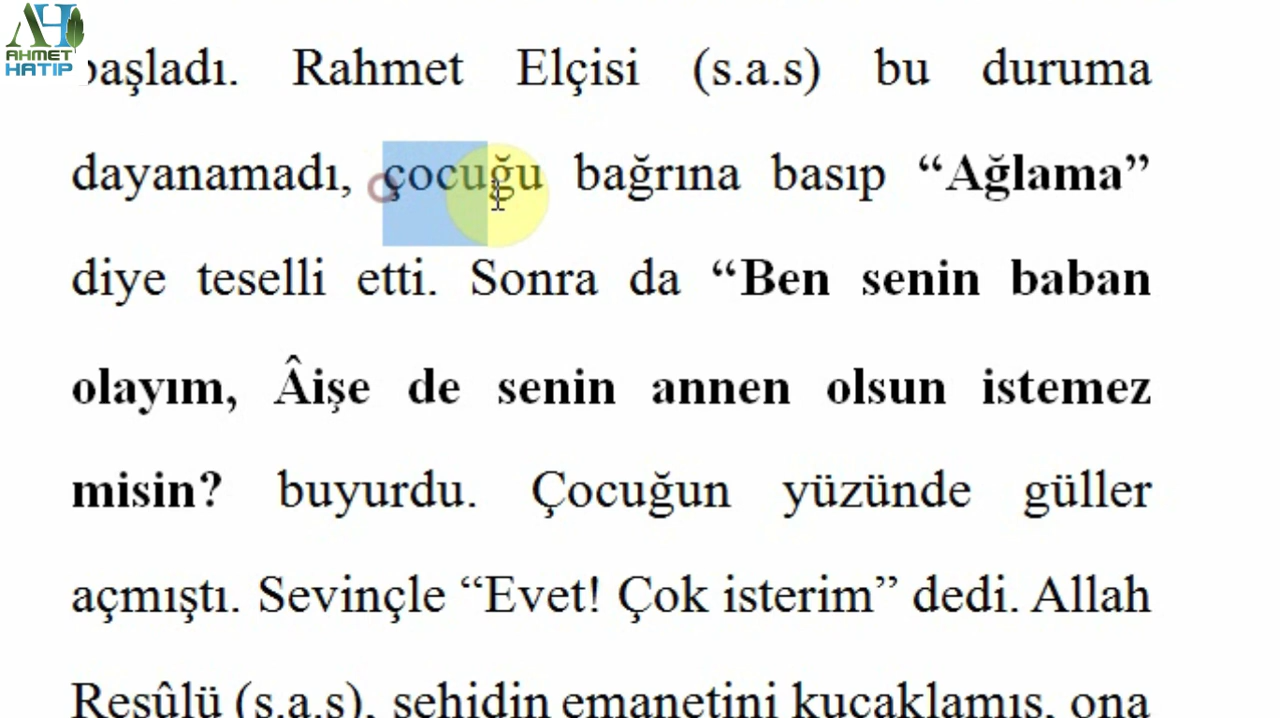 AHMET
HATIP
başladı. Rahmet Elçisi (s.a.s) bu duruma
dayanamadı, çocuğu bağrına basıp “Ağlama”
diye teselli etti. Sonra da “Ben senin baban
olayım, Âişe de senin annen olsun istemez
misin? buyurdu. Çocuğun yüzünde güller
açmıştı. Sevinçle “Evet! Çok isterim” dedi. Allah
Resûlü (s.a.s), şehidin emanetini kucaklamış, ona